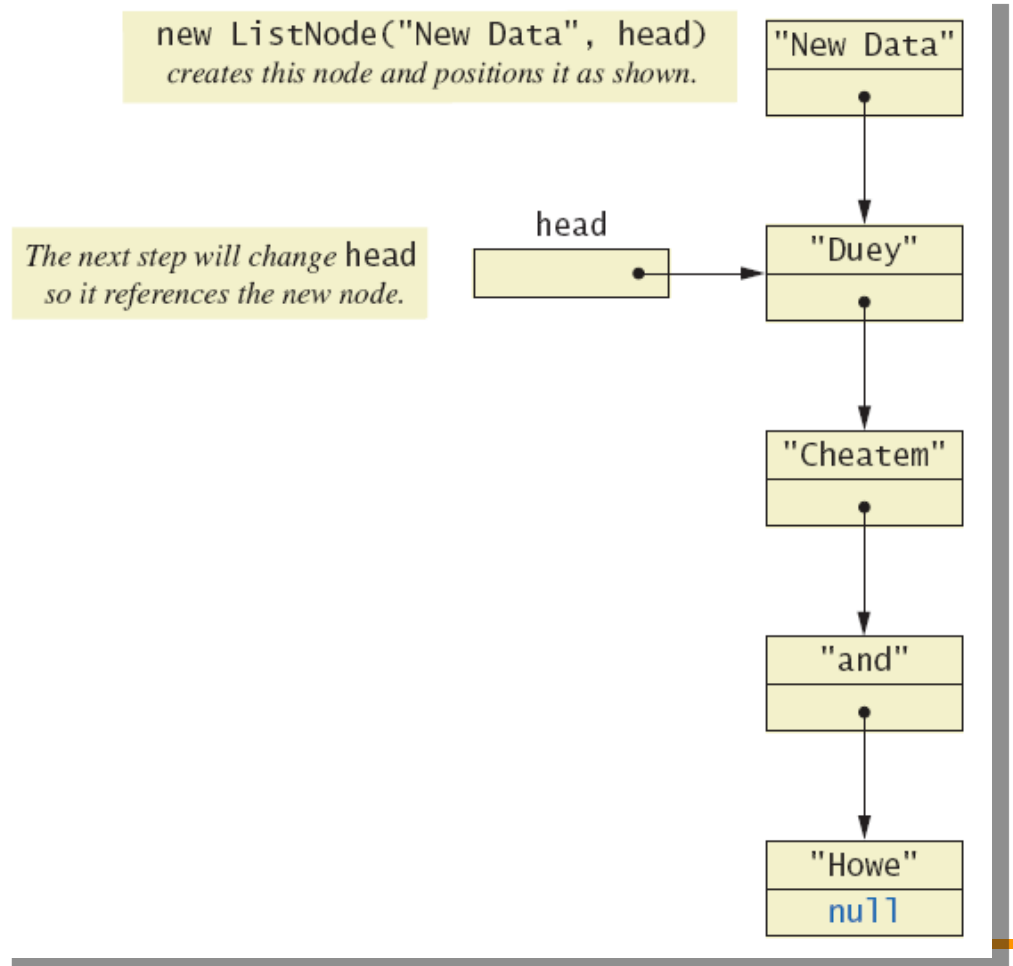 new ListNode("New Data", head)
creates this node and positions it as shown.
"New Data"
head
The next step will change head
so it references the new node.
"Duey"
"Cheatem"
"and"
"Howe"
null